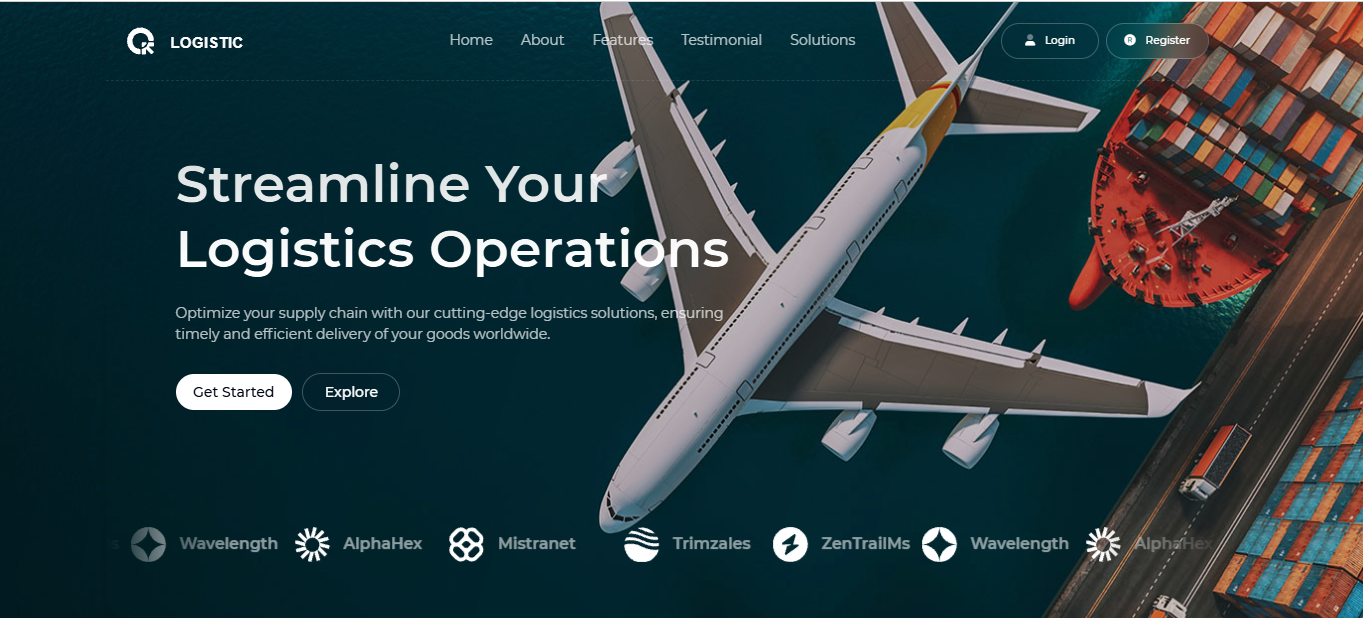 LOGISTIC
Home About Features Testimonial Solutions
Login
R Register
Streamline Your
Logistics Operations
Optimize your supply chain with our cutting-edge logistics solutions, ensuring
timely and efficient delivery of your goods worldwide.
Get Started Explore
Wavelength AlphaHex Mistranet Trimzales ZenTrailMs Wavelength AlphaHex